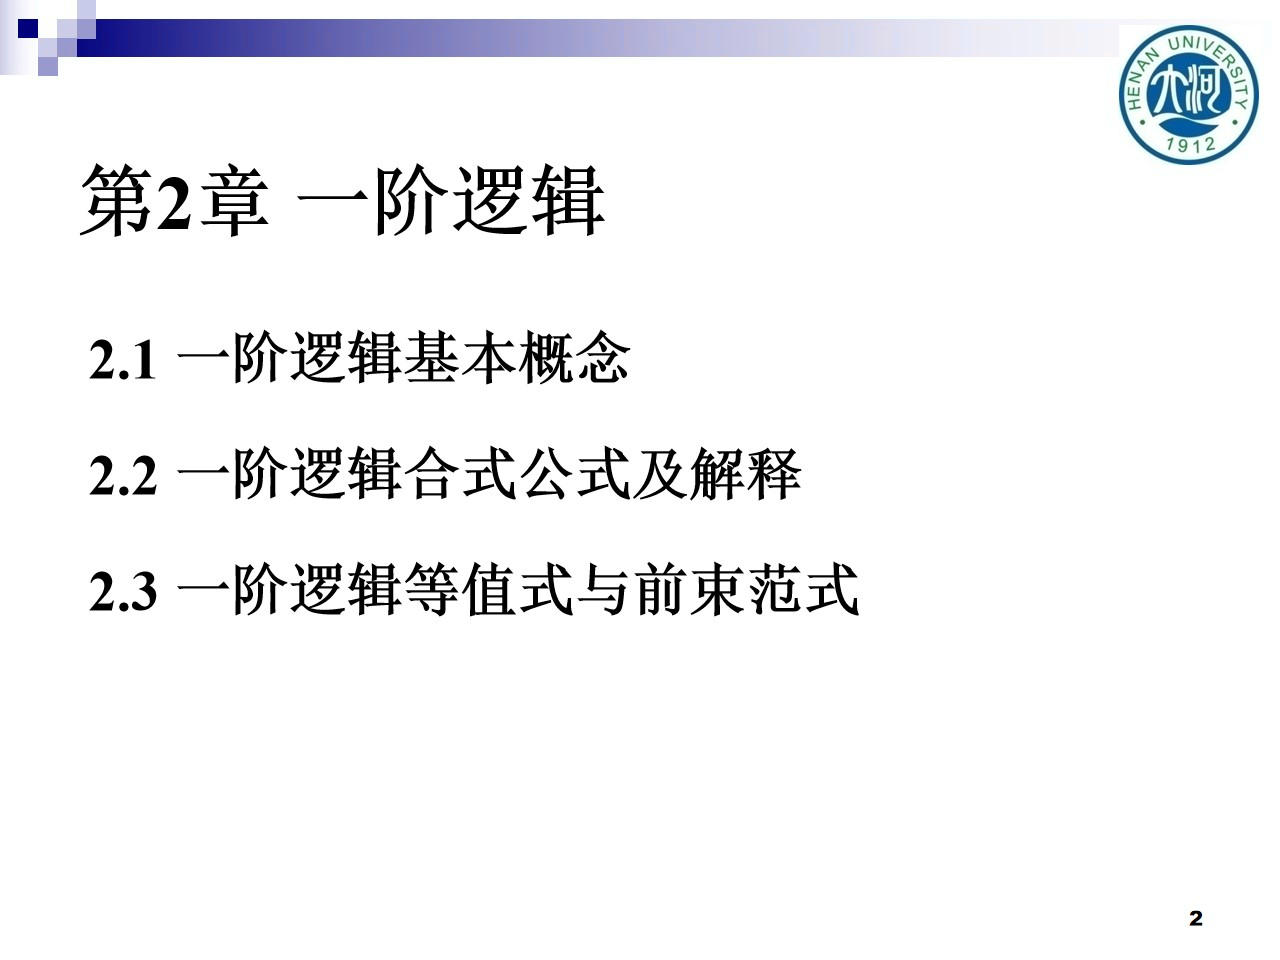 HENAN UNIVERSITY
河大
1912
第2章 一阶逻辑
2.1 一阶逻辑基本概念
2.2 一阶逻辑合式公式及解释
2.3 一阶逻辑等值式与前束范式
2